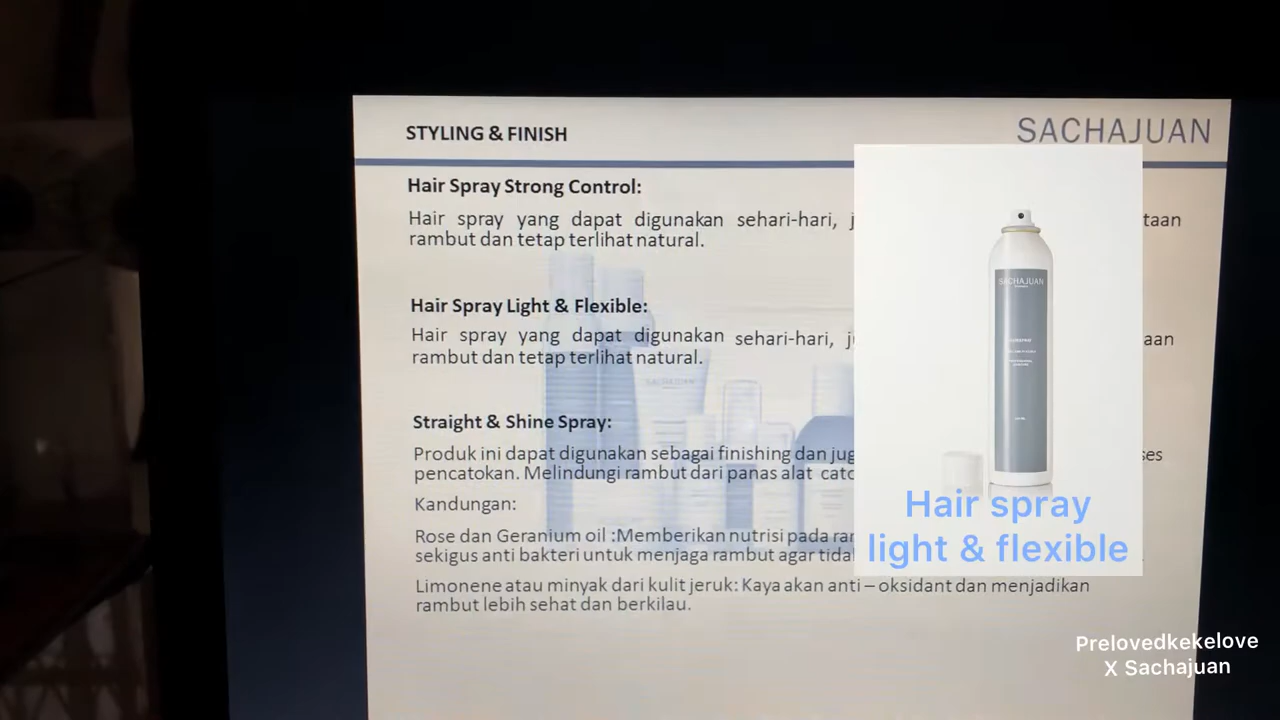 STYLING & FINISH
SACHAJUAN
Hair Spray Strong Control:
Hair spray yang dapat digunakan sehari-hari, taan
rambut dan tetap terlihat natural.
Hair Spray Light & Flexible:
Hair spray yang dapat digunakan sehari-hari, aan
rambut dan tetap terlihat natural.
Straight & Shine Spray:
Produk ini dapat digunakan sebagai finishing dan jug ses
pencatokan. Melindungi rambut dari panas alat cato
Kandungan:
Rose dan Geranium oil :Memberikan nutrisi pada ram
sekigus anti bakteri untuk menjaga rambut agar tidak
Limonene atau minyak dari kulit jeruk: Kaya akan anti – oksidant dan menjadikan
rambut lebih sehat dan berkilau.
SACHAJUAN
SACHAJUAN
Hair spray
light & flexible
Prelovedkekelove
X Sachajuan